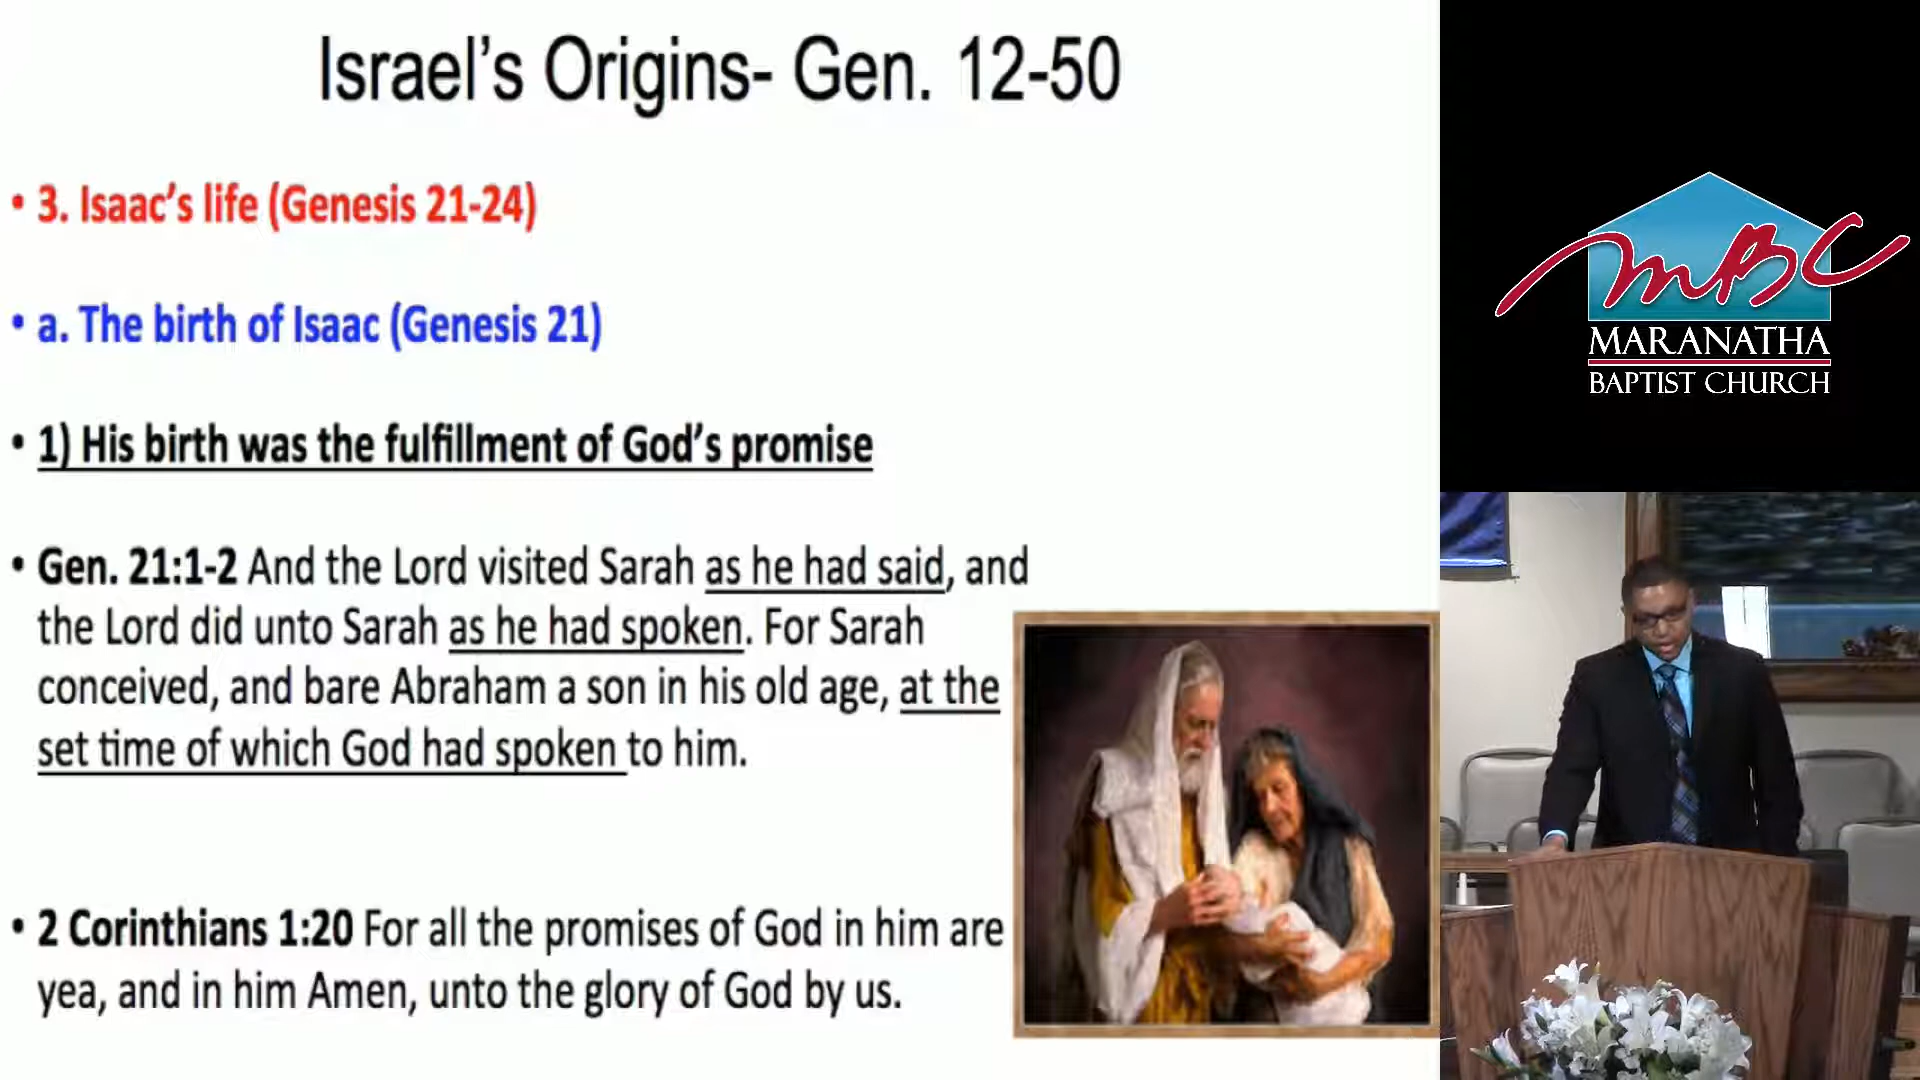 Israel’s Origins- Gen. 12-50
• 3. Isaac’s life (Genesis 21-24)
• a. The birth of Isaac (Genesis 21)
• 1) His birth was the fulfillment of God’s promise
• Gen. 21:1-2 And the Lord visited Sarah as he had said, and
the Lord did unto Sarah as he had spoken. For Sarah
conceived, and bare Abraham a son in his old age, at the
set time of which God had spoken to him.
• 2 Corinthians 1:20 For all the promises of God in him are
yea, and in him Amen, unto the glory of God by us.
MBC
MARANATHA
BAPTIST CHURCH